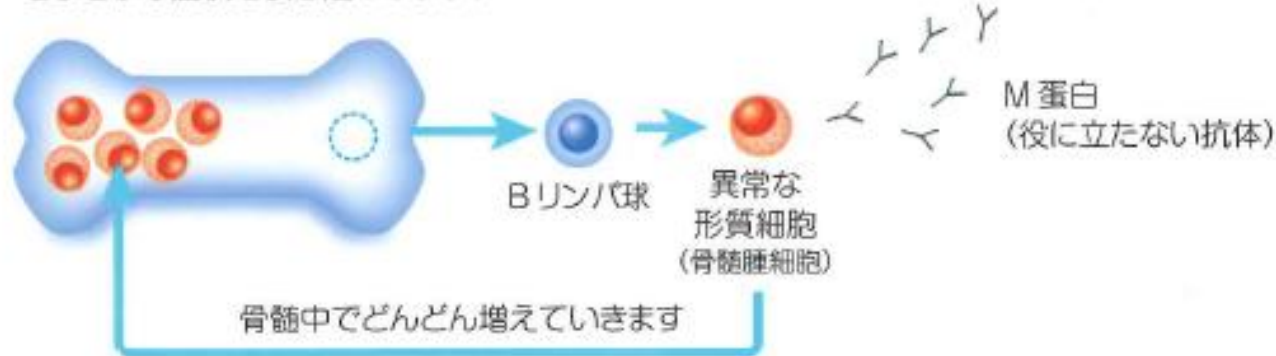 M 蛋白
(役に立たない抗体)
B リンパ球
異常な
形質細胞
(骨髄腫細胞)
骨髄中でどんどん増えていきます